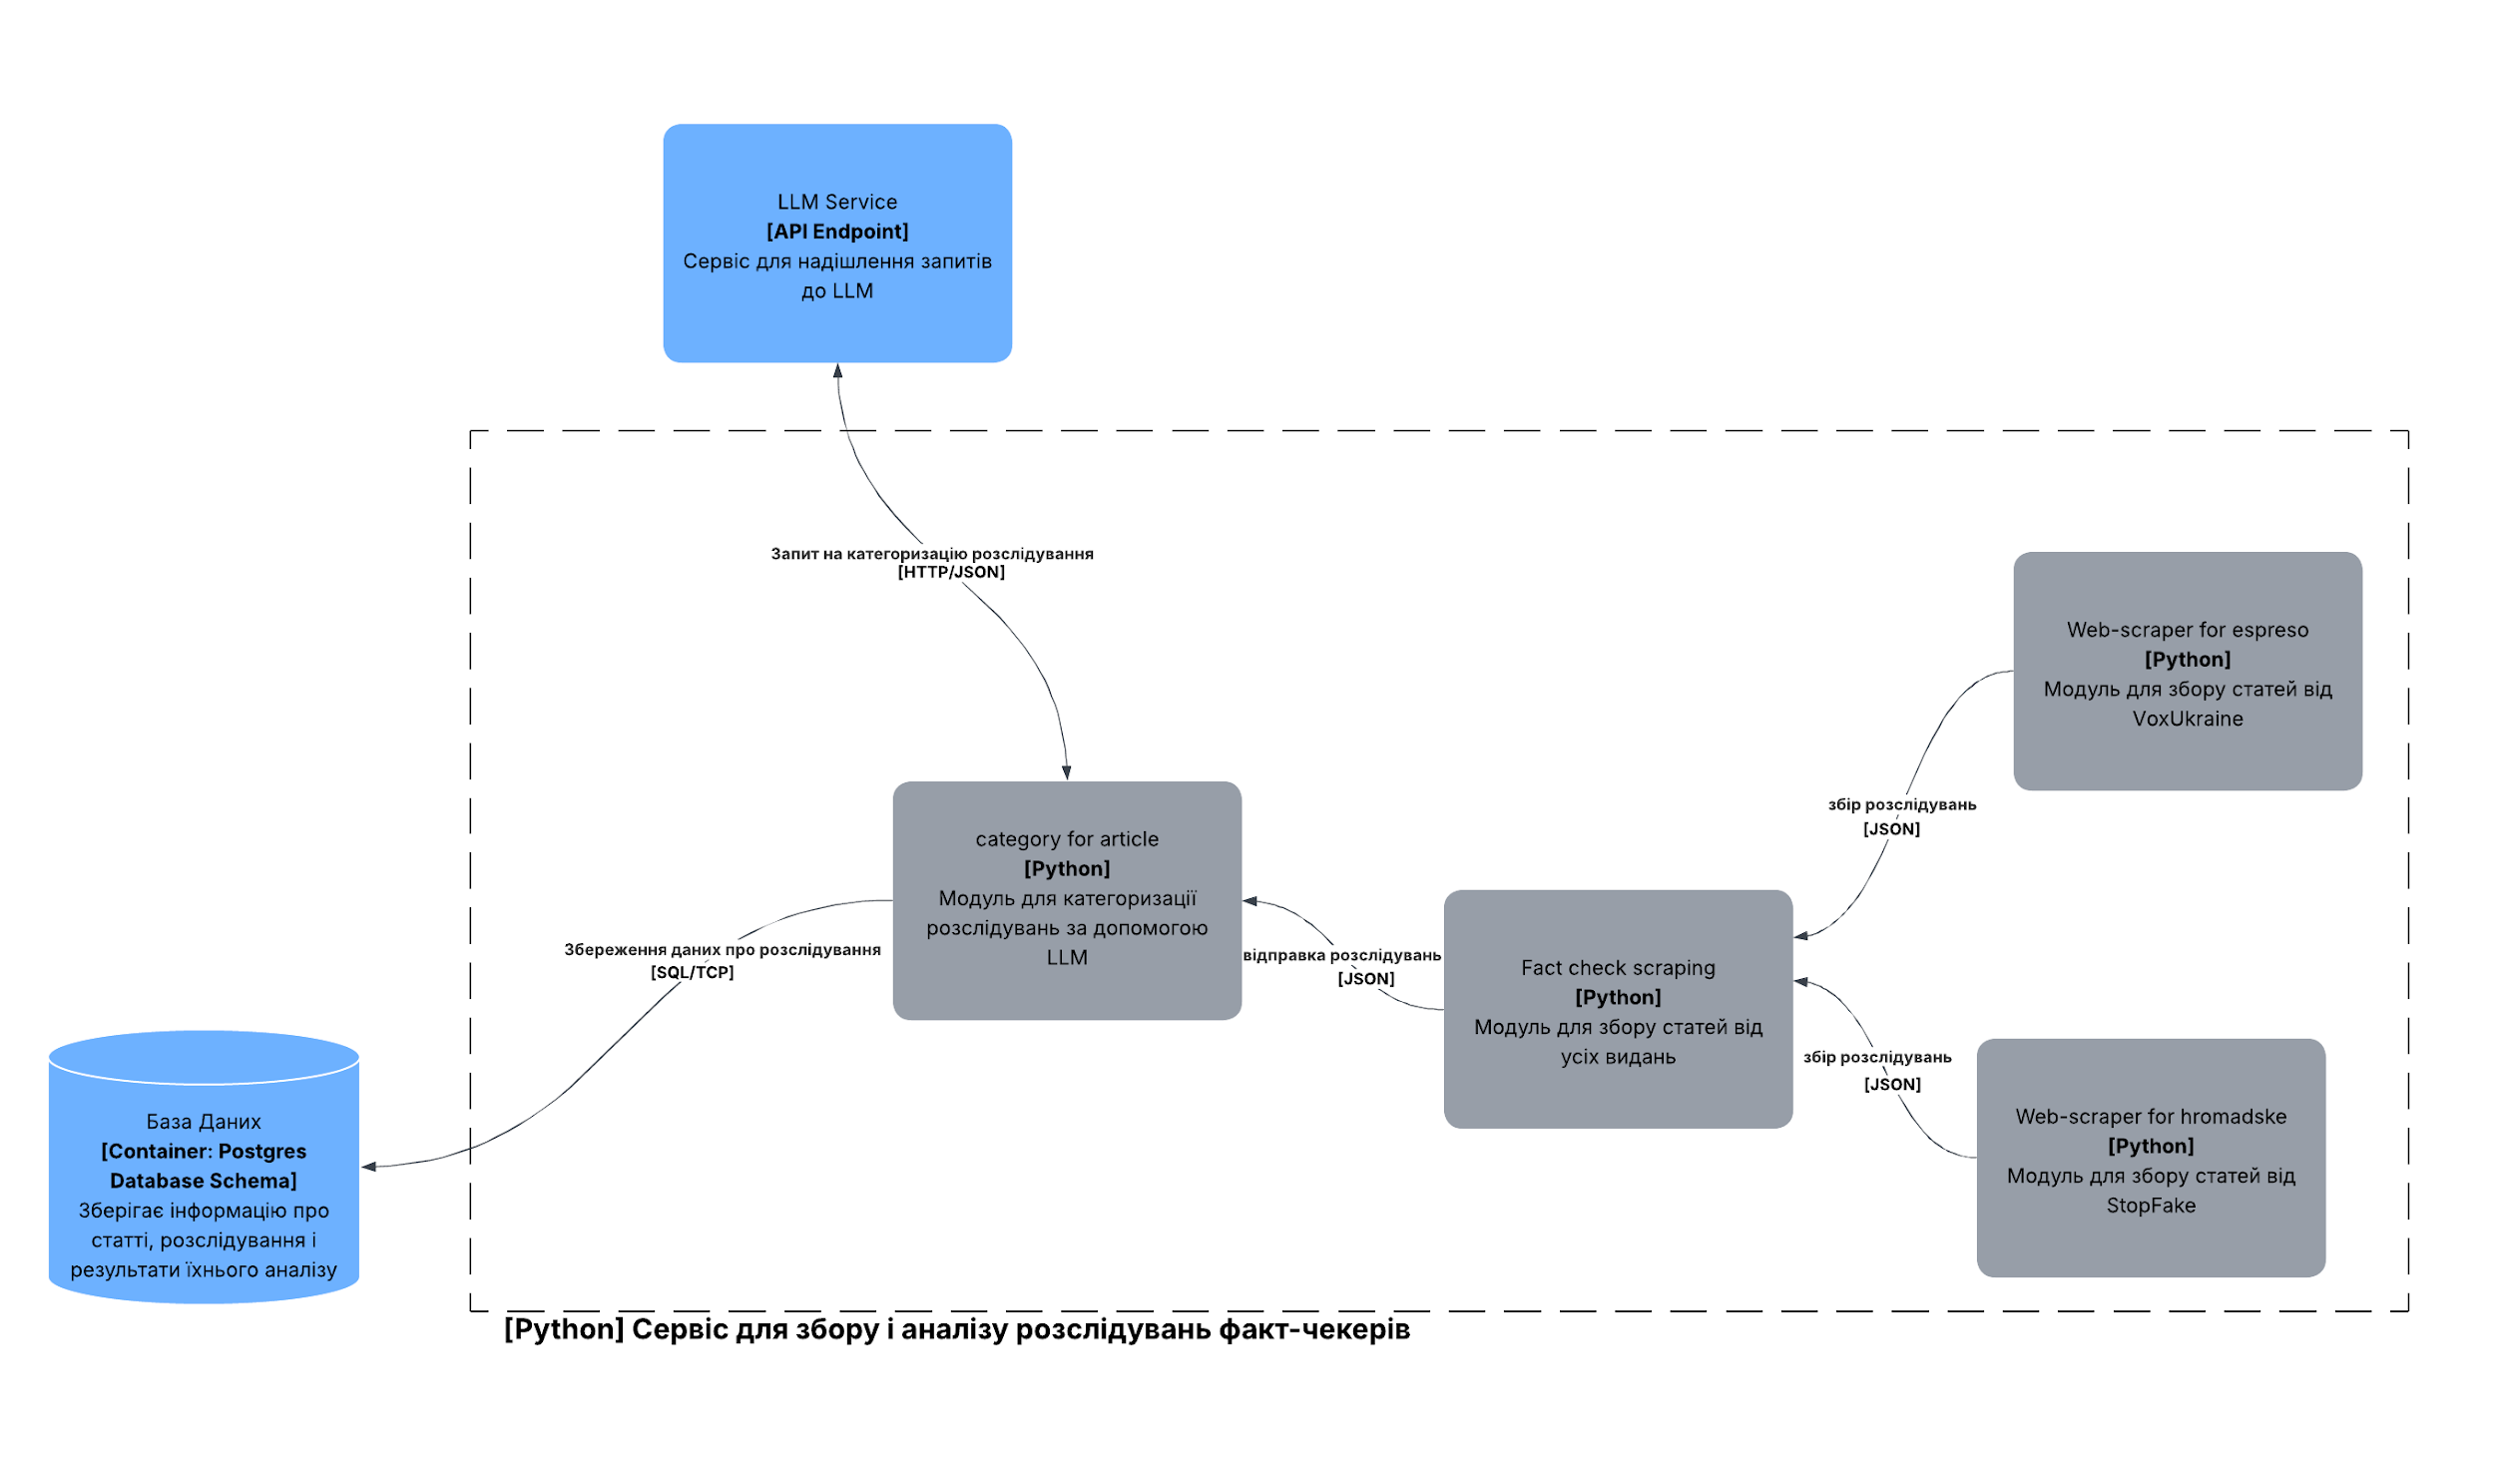 LLM Service
[API Endpoint]
Сервіс для надішлення запитів
до LLM
Запит на категоризацію розслідування
[HTTP/JSON]
Web-scraper for espreso
[Python]
Модуль для збору статей від
VoxUkraine
збір розслідувань
[JSON]
category for article
[Python]
Модуль для категоризації
розслідувань за допомогою
LLM
Збереження даних про розслідування
[SQL/TCP]
відправка розслідувань
[JSON]
Fact check scraping
[Python]
Модуль для збору статей від
усіх видань
збір розслідувань
[JSON]
Web-scraper for hromadske
[Python]
Модуль для збору статей від
StopFake
База Даних
[Container: Postgres
Database Schema]
Зберігає інформацію про
статті, розслідування і
результати їхнього аналізу
[Python] Сервіс для збору і аналізу розслідувань факт-чекерів